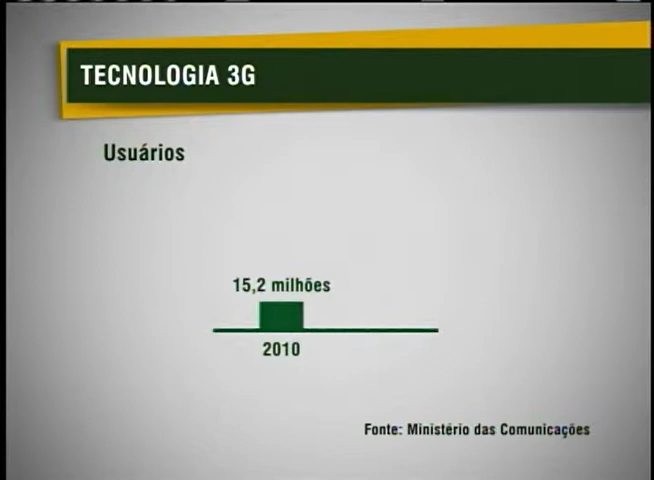 TECNOLOGIA 3G
Usuários
15,2 milhões
2010
Fonte: Ministério das Comunicações